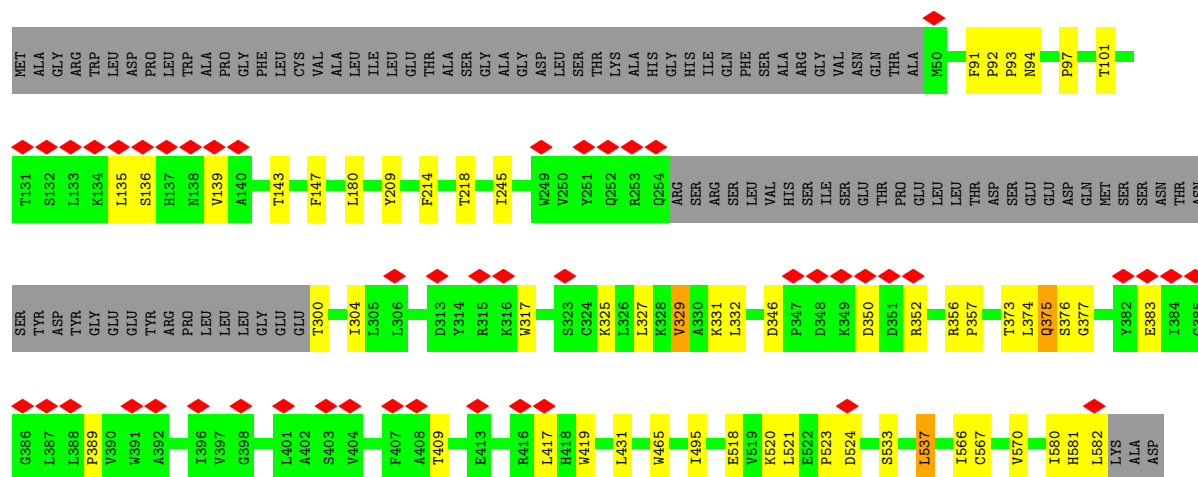 MET ALA GLY ARG TRP LEU ASP PRO LEU TRP ALA PRO GLY PHE LEU CYS VAL ALA LEU ILE LEU GLU THR ALA SER GLY ALA GLY ASP LEU SER THR LYS ALA HIS GLY HIS ILE GLN PHE SER ALA ARG GLY VAL ASN GLN THR ALA M50 F91 P92 P93 N94 P97 T101
T131 S132 L133 K134 L135 S136 H137 N138 V139 A140 T143 F147 L180 Y209 F214 T218 I245 W249 V250 Y251 Q252 R253 Q254 ARG SER ARG SER LEU VAL HIS SER ILE SER GLU THR PRO GLU LEU LEU THR ASP SER GLU GLU ASP GLN MET SER SER ASN THR ASN
SER TYR ASP TYR GLY GLU GLU TYR ARG PRO LEU LEU LEU GLY GLU GLU T300 I304 L305 L306 D313 Y314 R315 K316 W317 S323 C324 K325 L326 L327 K328 V329 A330 K331 L332 D346 P347 D348 K349 D350 D351 R352 R356 P357 T373 L374 Q375 S376 G377 Y382 E383 I384 G385
G386 L387 L388 P389 V390 W391 A392 I396 V397 G398 L401 A402 S403 V404 F407 A408 T409 E413 R416 L417 H418 W419 L431 W465 I495 E518 V519 K520 L521 E522 P523 D524 S533 L537 I566 C567 V570 I580 H581 L582 LYS ALA ASP